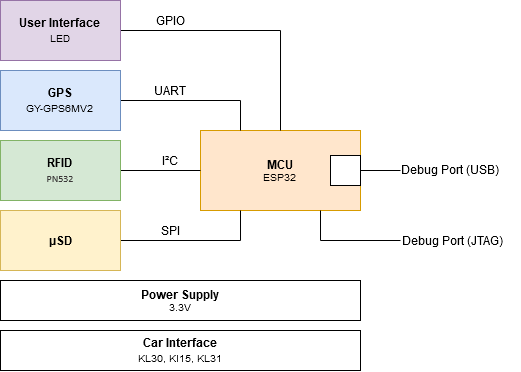 User Interface
LED
GPIO
GPS
GY-GPS6MV2
UART
RFID
PN532
I²C
MCU
ESP32
Debug Port (USB)
µSD
SPI
Debug Port (JTAG)
Power Supply
3.3V
Car Interface
KL30, Kl15, KL31